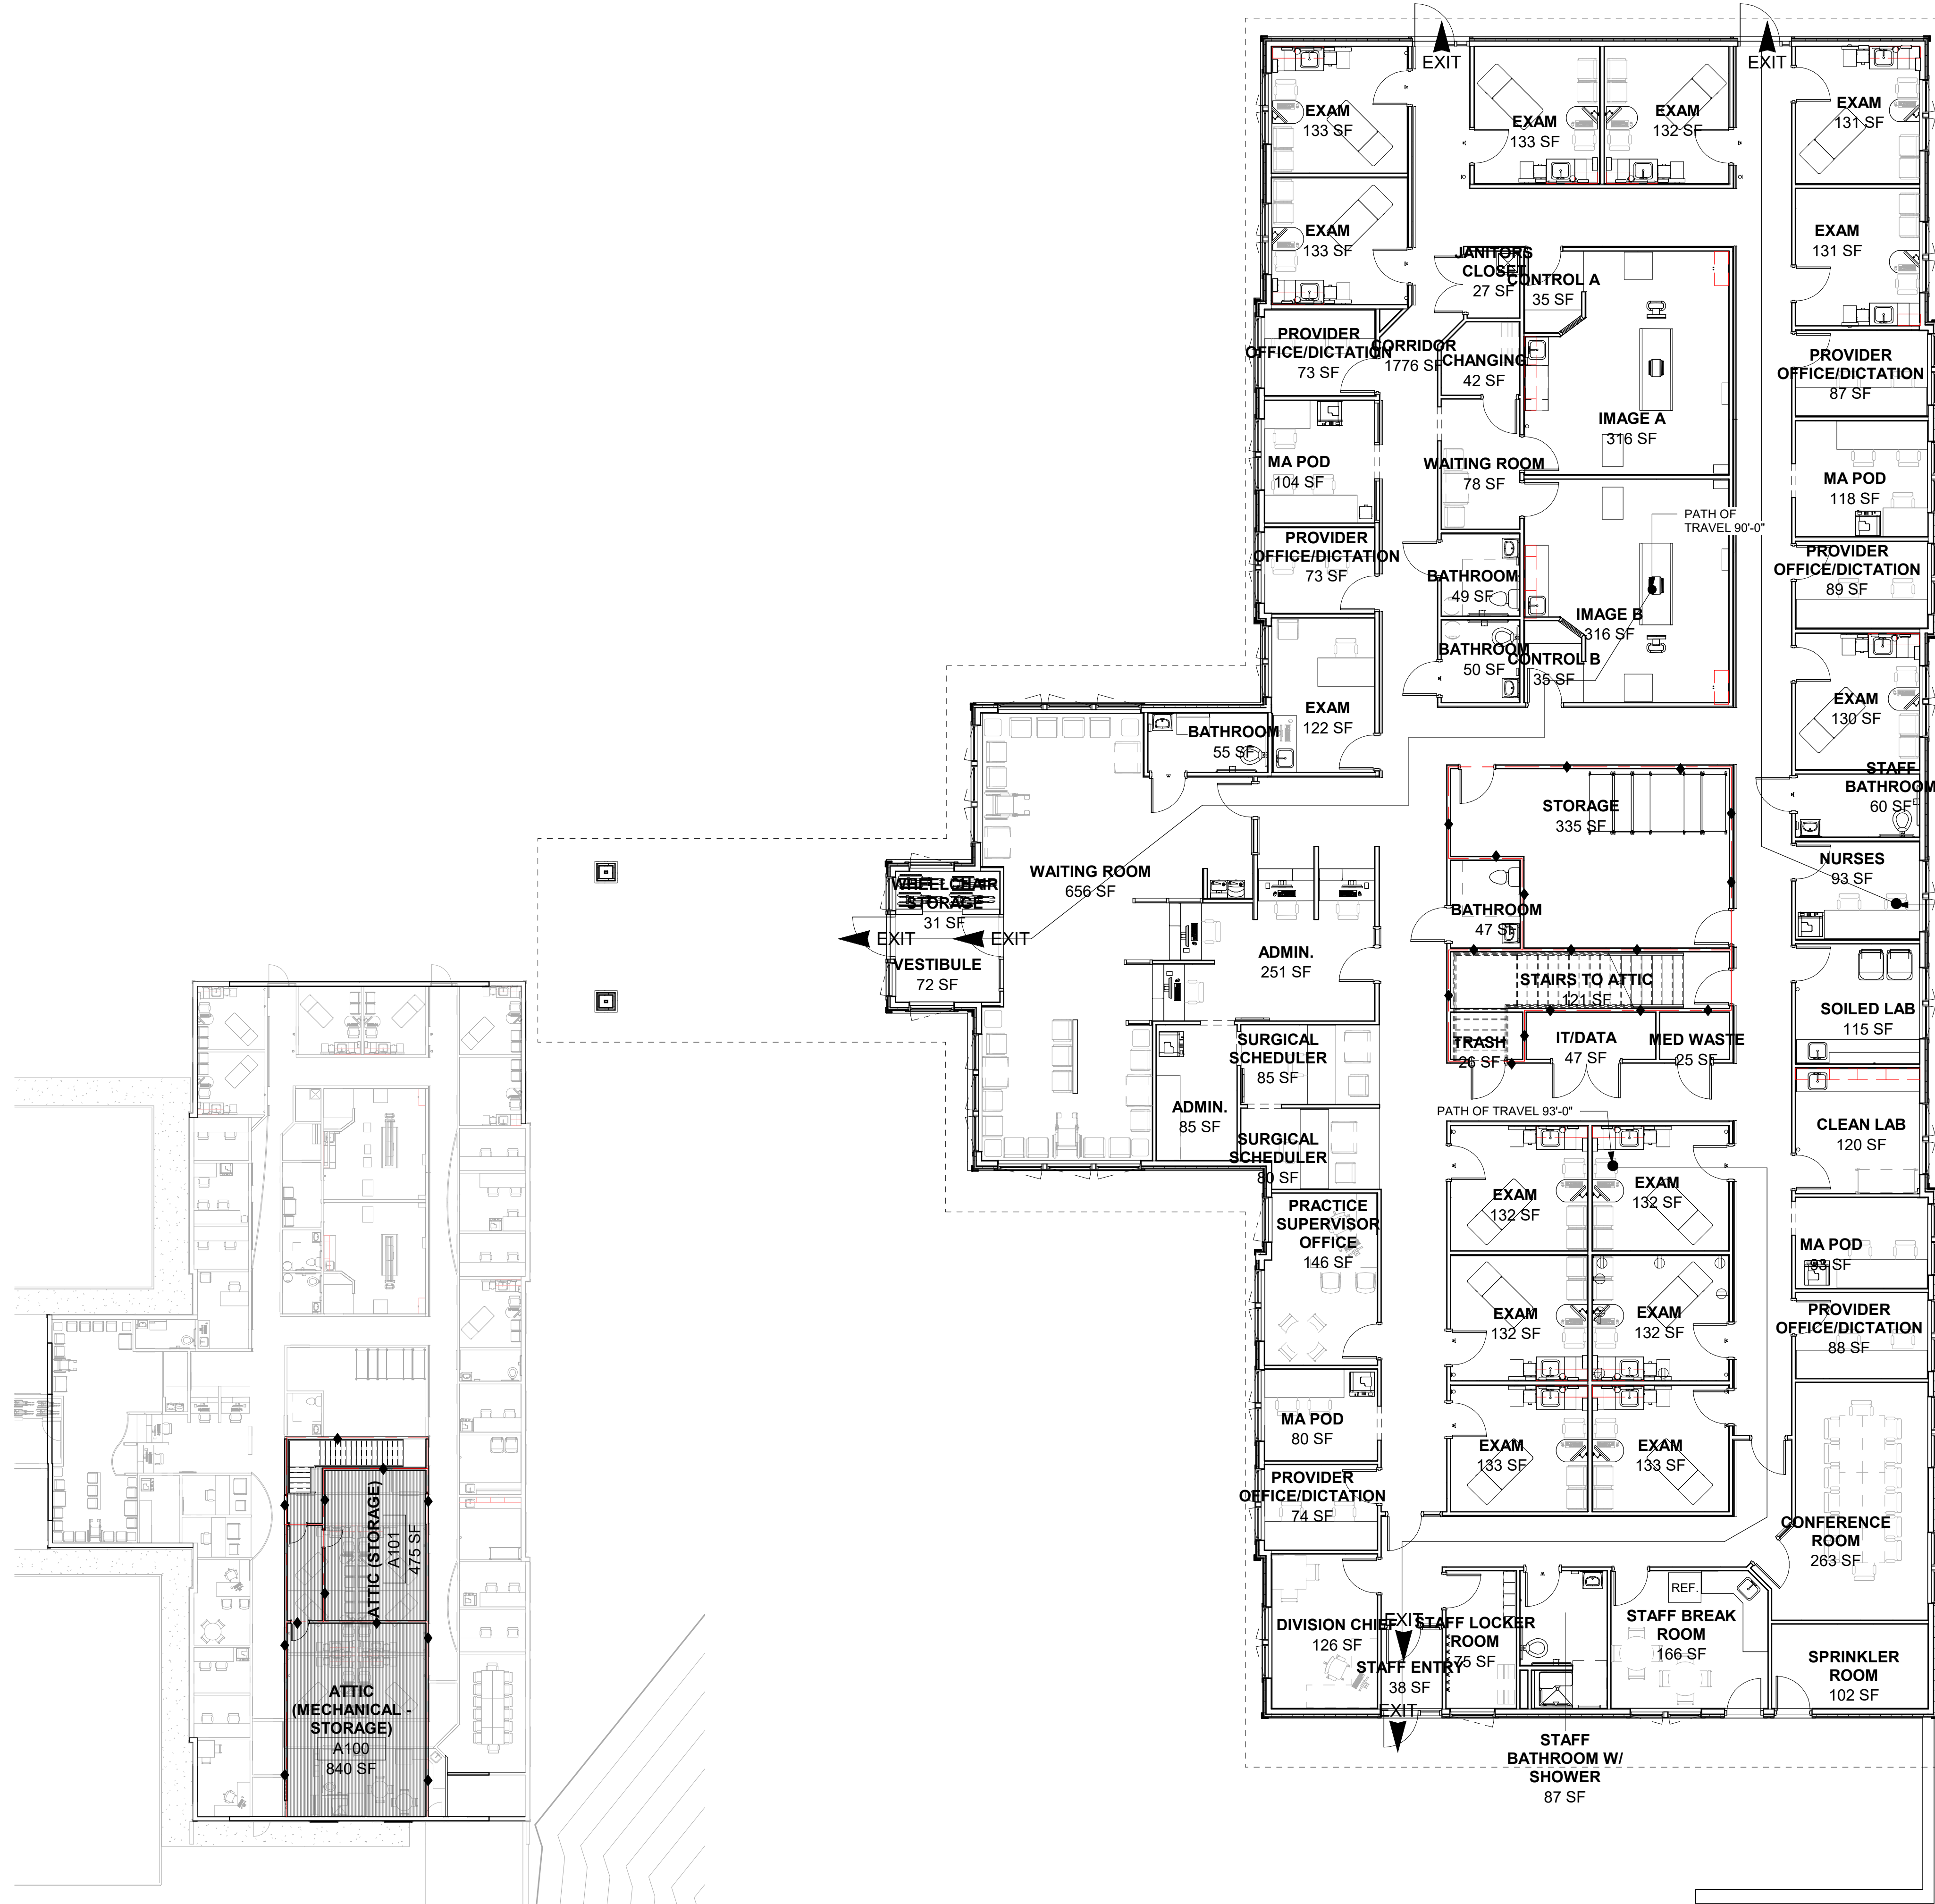 EXIT
EXIT
EXAM
133 SF
EXAM
133 SF
EXAM
132 SF
EXAM
131 SF
EXAM
133 SF
EXAM
131 SF
JANITORS
CLOSET
27 SF
CONTROL A
35 SF
PROVIDER
OFFICE/DICTATION
73 SF
CORRIDOR
1776 SF
CHANGING
42 SF
PROVIDER
OFFICE/DICTATION
87 SF
IMAGE A
316 SF
MA POD
104 SF
WAITING ROOM
78 SF
MA POD
118 SF
PATH OF
TRAVEL 90'-0"
PROVIDER
OFFICE/DICTATION
73 SF
PROVIDER
OFFICE/DICTATION
89 SF
BATHROOM
49 SF
IMAGE B
316 SF
BATHROOM
50 SF
CONTROL B
35 SF
EXAM
122 SF
EXAM
130 SF
BATHROOM
55 SF
STAFF
BATHROOM
60 SF
STORAGE
335 SF
WAITING ROOM
656 SF
NURSES
93 SF
WHEELCHAIR
STORAGE
31 SF
EXIT
EXIT
BATHROOM
47 SF
VESTIBULE
72 SF
ADMIN.
251 SF
STAIRS TO ATTIC
121 SF
SOILED LAB
115 SF
SURGICAL
SCHEDULER
85 SF
TRASH
26 SF
IT/DATA
47 SF
MED WASTE
25 SF
ADMIN.
85 SF
PATH OF TRAVEL 93'-0"
CLEAN LAB
120 SF
SURGICAL
SCHEDULER
80 SF
EXAM
132 SF
EXAM
132 SF
PRACTICE
SUPERVISOR
OFFICE
146 SF
MA POD
93 SF
EXAM
132 SF
EXAM
132 SF
PROVIDER
OFFICE/DICTATION
88 SF
MA POD
80 SF
EXAM
133 SF
EXAM
133 SF
PROVIDER
OFFICE/DICTATION
74 SF
CONFERENCE
ROOM
263 SF
REF.
DIVISION CHIEF
126 SF
EXIT
STAFF LOCKER
ROOM
75 SF
STAFF BREAK
ROOM
166 SF
STAFF ENTRY
38 SF
SPRINKLER
ROOM
102 SF
EXIT
STAFF
BATHROOM W/
SHOWER
87 SF
ATTIC (STORAGE)
A101
475 SF
ATTIC
(MECHANICAL -
STORAGE)
A100
840 SF